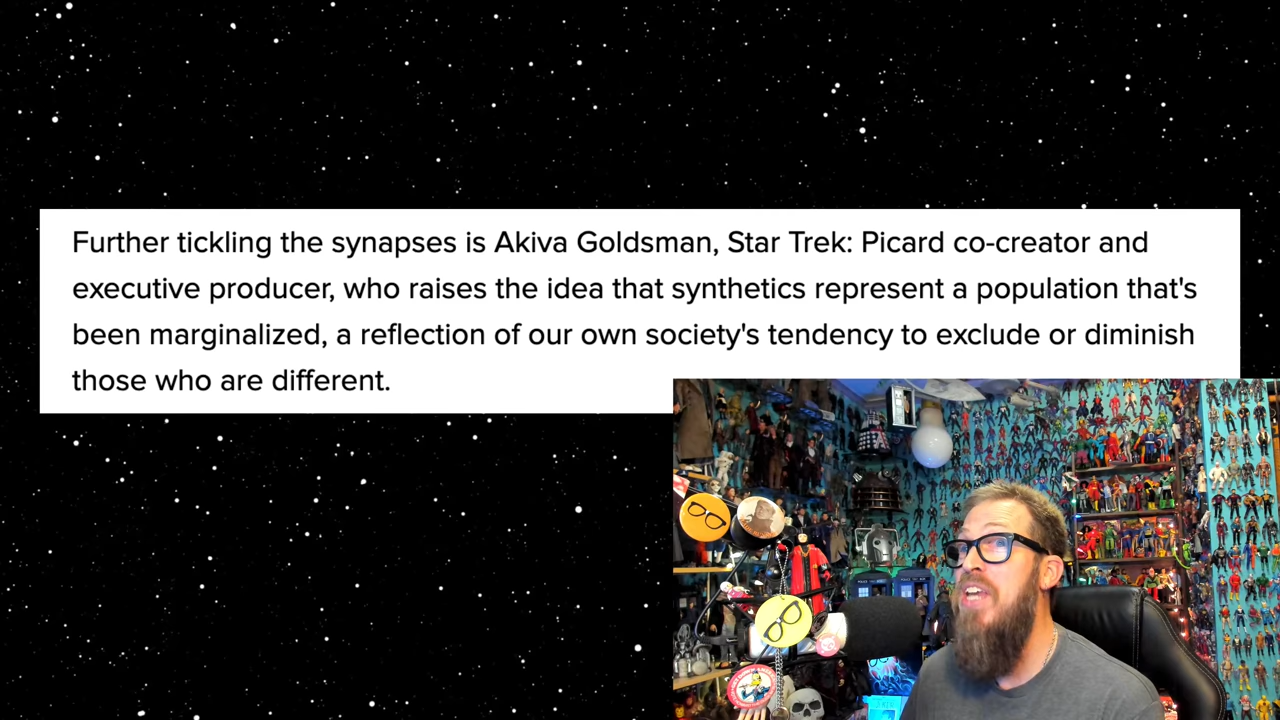 Further tickling the synapses is Akiva Goldsman, Star Trek: Picard co-creator and
executive producer, who raises the idea that synthetics represent a population that's
been marginalized, a reflection of our own society's tendency to exclude or diminish
those who are different.